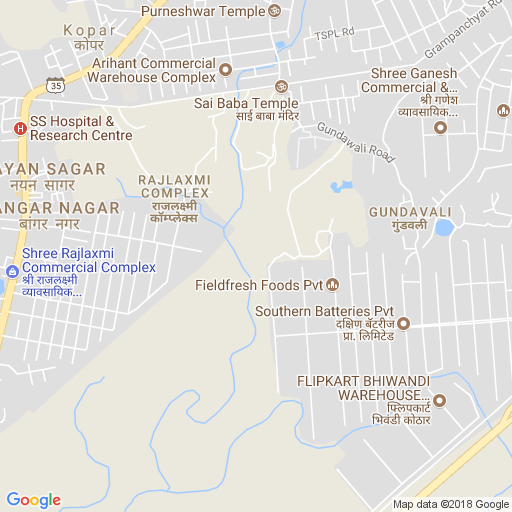 Purneshwar Temple
TSPL Rd
Grampanchyat Road
Kopar
कोपर
Arihant Commercial
Warehouse Complex
35
Shree Ganesh
Commercial &...
श्री गणेश
व्यावसायिक...
Sai Baba Temple
साई बाबा मंदिर
Gundawali Road
H
SS Hospital &
Research Centre
AYAN SAGAR
नयन सागर
RAJLAXMI
COMPLEX
राजलक्ष्मी
कॉम्प्लेक्स
ANGAR NAGAR
बांगर नगर
GUNDAVALI
गुंडवली
Shree Rajlaxmi
Commercial Complex
श्री राजलक्ष्मी
व्यावसायिक...
Fieldfresh Foods Pvt
Southern Batteries Pvt
दक्षिण बॅटरीज
प्रा. लिमिटेड
FLIPKART BHIWANDI
WAREHOUSE...
फ्लिपकार्ट
भिवंडी कोठार
Google
Map data ©2018 Google